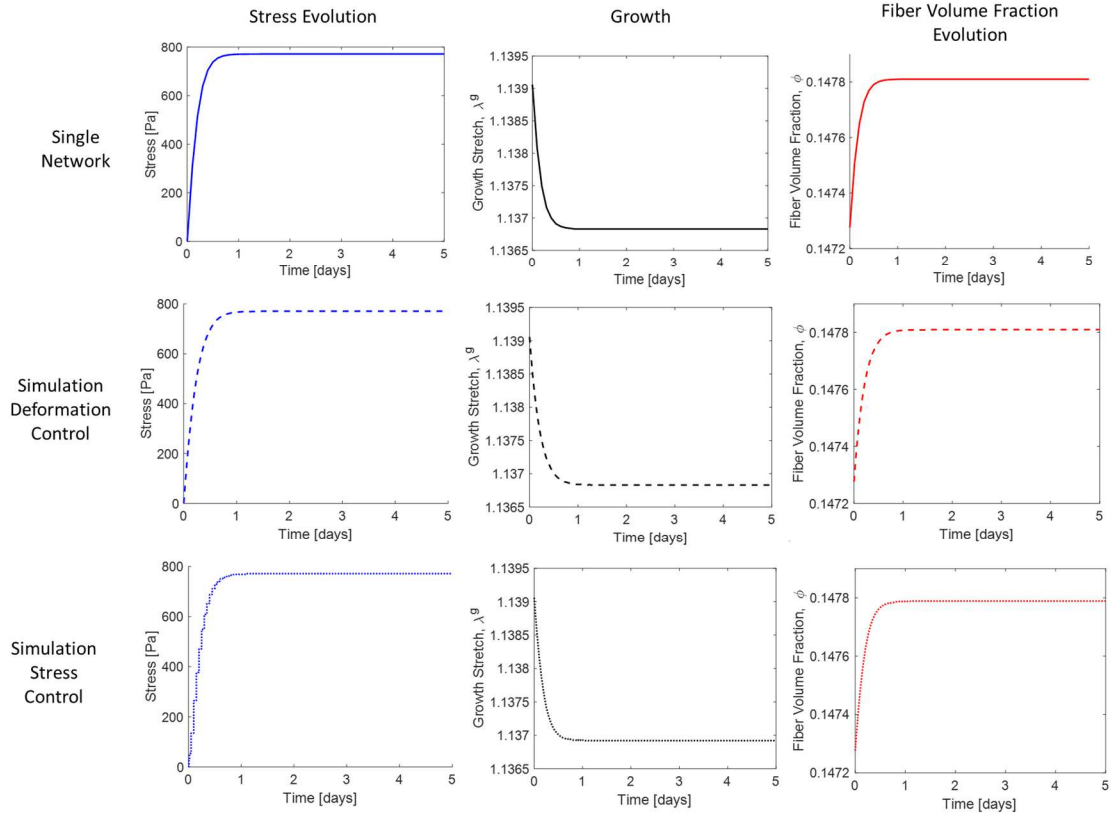 Stress Evolution
Growth
Fiber Volume Fraction
Evolution
Single
Network
Stress [Pa]
800
600
400
200
0
0 1 2 3 4 5
Time [days]
Growth Stretch, λg
1.1395
1.139
1.1385
1.138
1.1375
1.137
1.1365
0 1 2 3 4 5
Time [days]
Fiber Volume Fraction, ϕ
0.1478
0.1476
0.1474
0.1472
0 1 2 3 4 5
Time [days]
Simulation
Deformation
Control
Stress [Pa]
800
600
400
200
0
0 1 2 3 4 5
Time [days]
Growth Stretch, λg
1.1395
1.139
1.1385
1.138
1.1375
1.137
1.1365
0 1 2 3 4 5
Time [days]
Fiber Volume Fraction, ϕ
0.1478
0.1476
0.1474
0.1472
0 1 2 3 4 5
Time [days]
Simulation
Stress
Control
Stress [Pa]
800
600
400
200
0
0 1 2 3 4 5
Time [days]
Growth Stretch, λg
1.1395
1.139
1.1385
1.138
1.1375
1.137
1.1365
0 1 2 3 4 5
Time [days]
Fiber Volume Fraction, ϕ
0.1478
0.1476
0.1474
0.1472
0 1 2 3 4 5
Time [days]